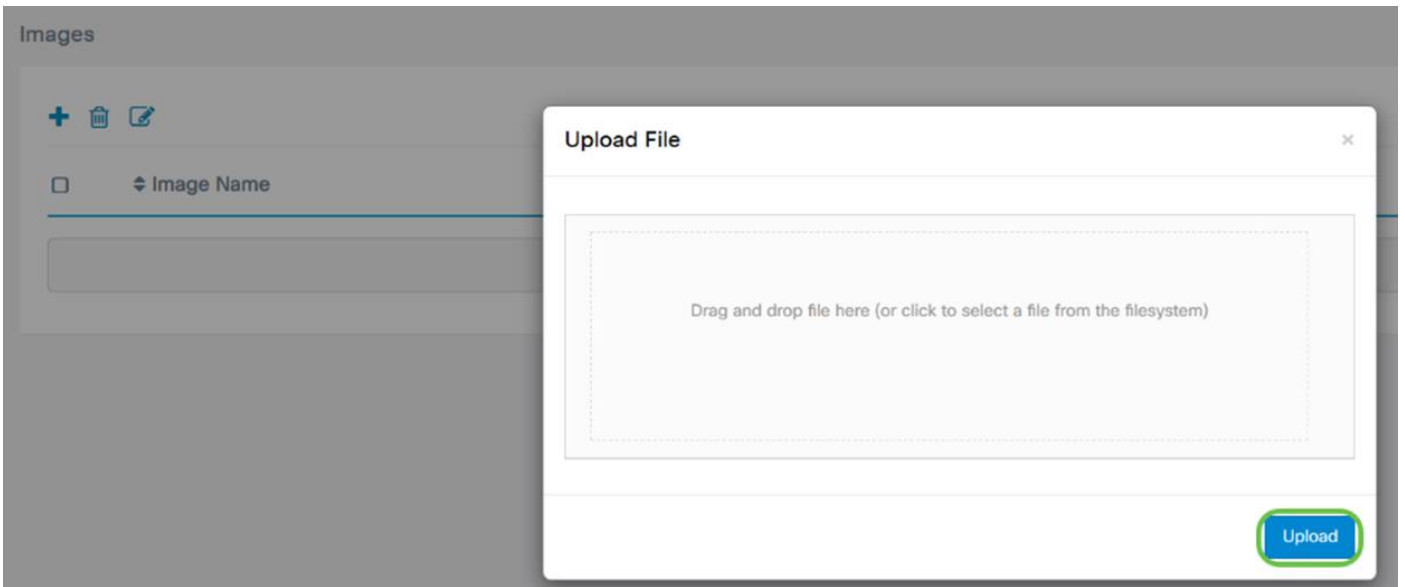 Images
Upload File
Image Name
Drag and drop file here (or click to select a file from the filesystem)
Upload